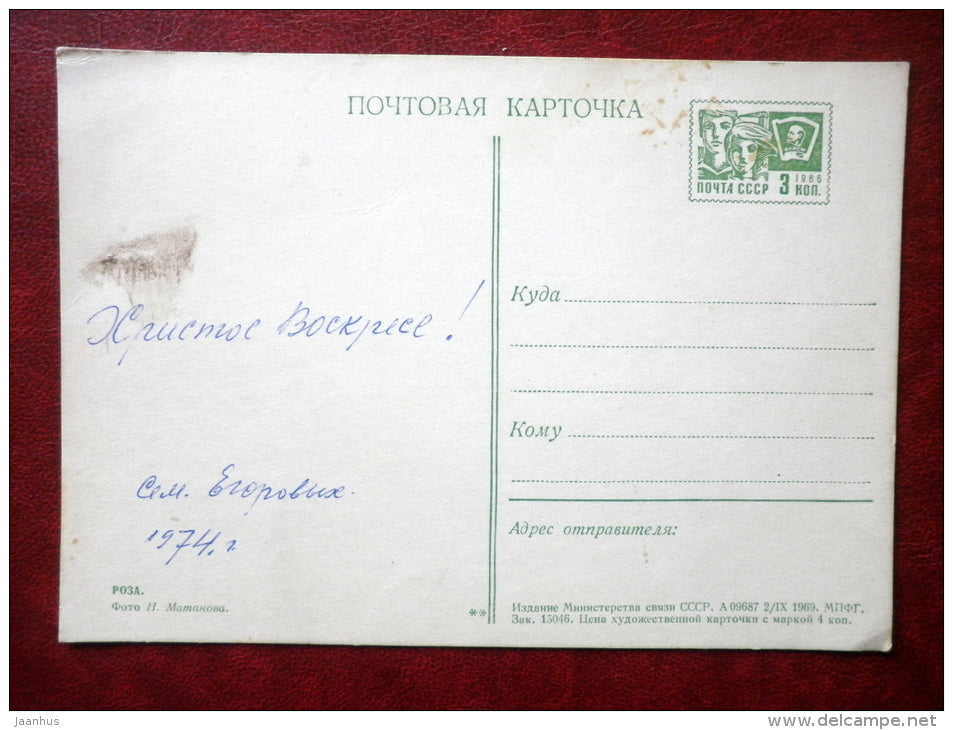 ПОЧТОВАЯ КАРТОЧКА
1966
ПОЧТА СССР 3 КОП.
Христос Воскресе!
Сем. Егоровых.
1974.г
РОЗА.
Фото Н. Матанова.
**
Куда
Кому
Адрес отправителя:
Издание Министерства связи СССР. А 09687 2/IX 1969. МПФГ.
Зак. 15046. Цена художественной карточки с маркой 4 коп.
jaanhus
www.delcampe.net